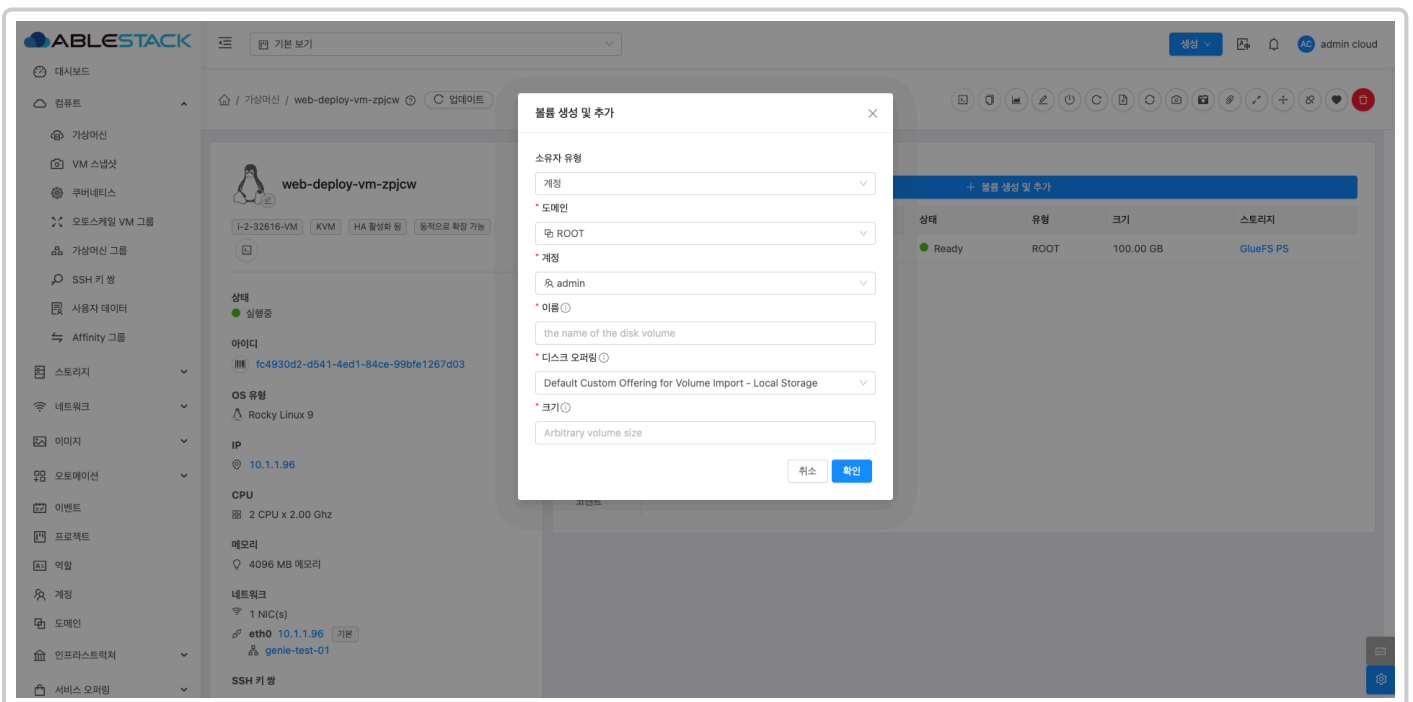 ABLESTACK
기본 보기
생성
admin cloud
대시보드
컴퓨트
가상머신
VM 스냅샷
쿠버네티스
오토스케일 VM 그룹
가상머신 그룹
SSH 키 쌍
사용자 데이터
Affinity 그룹
스토리지
네트워크
이미지
오토메이션
이벤트
프로젝트
역할
계정
도메인
인프라스트럭쳐
서비스 오퍼링
/ 가상머신 / web-deploy-vm-zpjcw
업데이트
web-deploy-vm-zpjcw
i-2-32616-VM
KVM
HA 활성화 됨
동적으로 확장 가능
상태
실행중
아이디
fc4930d2-d541-4ed1-84ce-99bfe1267d03
OS 유형
Rocky Linux 9
IP
10.1.1.96
CPU
2 CPU x 2.00 Ghz
메모리
4096 MB 메모리
네트워크
1 NIC(s)
eth0 10.1.1.96 기본
genie-test-01
SSH 키 쌍
볼륨 생성 및 추가
소유자 유형
계정
* 도메인
ROOT
* 계정
admin
* 이름
the name of the disk volume
* 디스크 오퍼링
Default Custom Offering for Volume Import - Local Storage
* 크기
Arbitrary volume size
취소
확인
코멘트
+ 볼륨 생성 및 추가
상태 유형 크기 스토리지
Ready ROOT 100.00 GB GlueFS PS